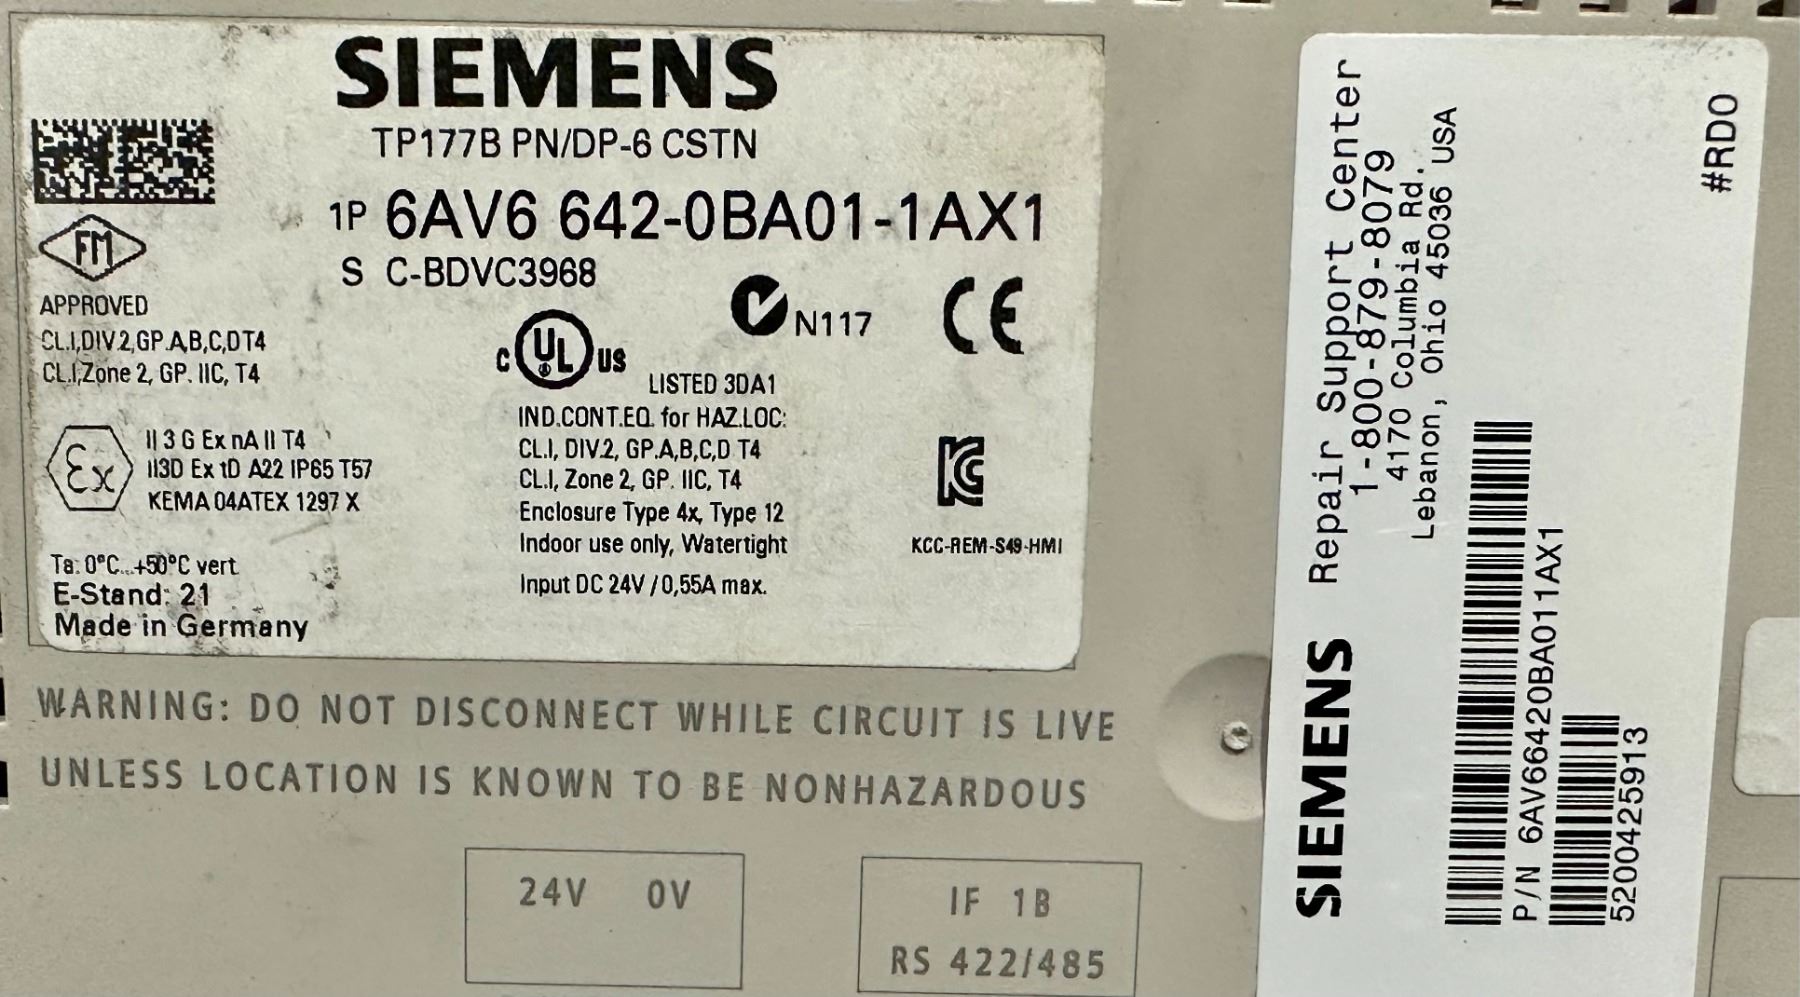 SIEMENS
TP177B PN/DP-6 CSTN
1P 6AV6 642-0BA01-1AX1
S C-BDVC3968
FM
APPROVED
CL.I,DIV.2,GP.A,B,C,D T4
CL.I,Zone 2, GP. IIC, T4
Ex
II 3 G Ex nA II T4
II3D Ex tD A22 IP65 T57
KEMA 04ATEX 1297 X
Ta: 0°C...+50°C vert.
E-Stand: 21
Made in Germany
N117
CE
C UL US
LISTED 3DA1
IND.CONT.EQ. for HAZ.LOC:
CL.I, DIV.2, GP.A,B,C,D T4
CL.I, Zone 2, GP. IIC, T4
Enclosure Type 4x, Type 12
Indoor use only, Watertight
Input DC 24V / 0,55A max.
KC
KCC-REM-S49-HMI
WARNING: DO NOT DISCONNECT WHILE CIRCUIT IS LIVE
UNLESS LOCATION IS KNOWN TO BE NONHAZARDOUS
24V 0V
IF 1B
RS 422/485
SIEMENS Repair Support Center
1-800-879-8079
4170 Columbia Rd.
Lebanon, Ohio 45036 USA
P/N 6AV66420BA011AX1
5200425913
#RDO